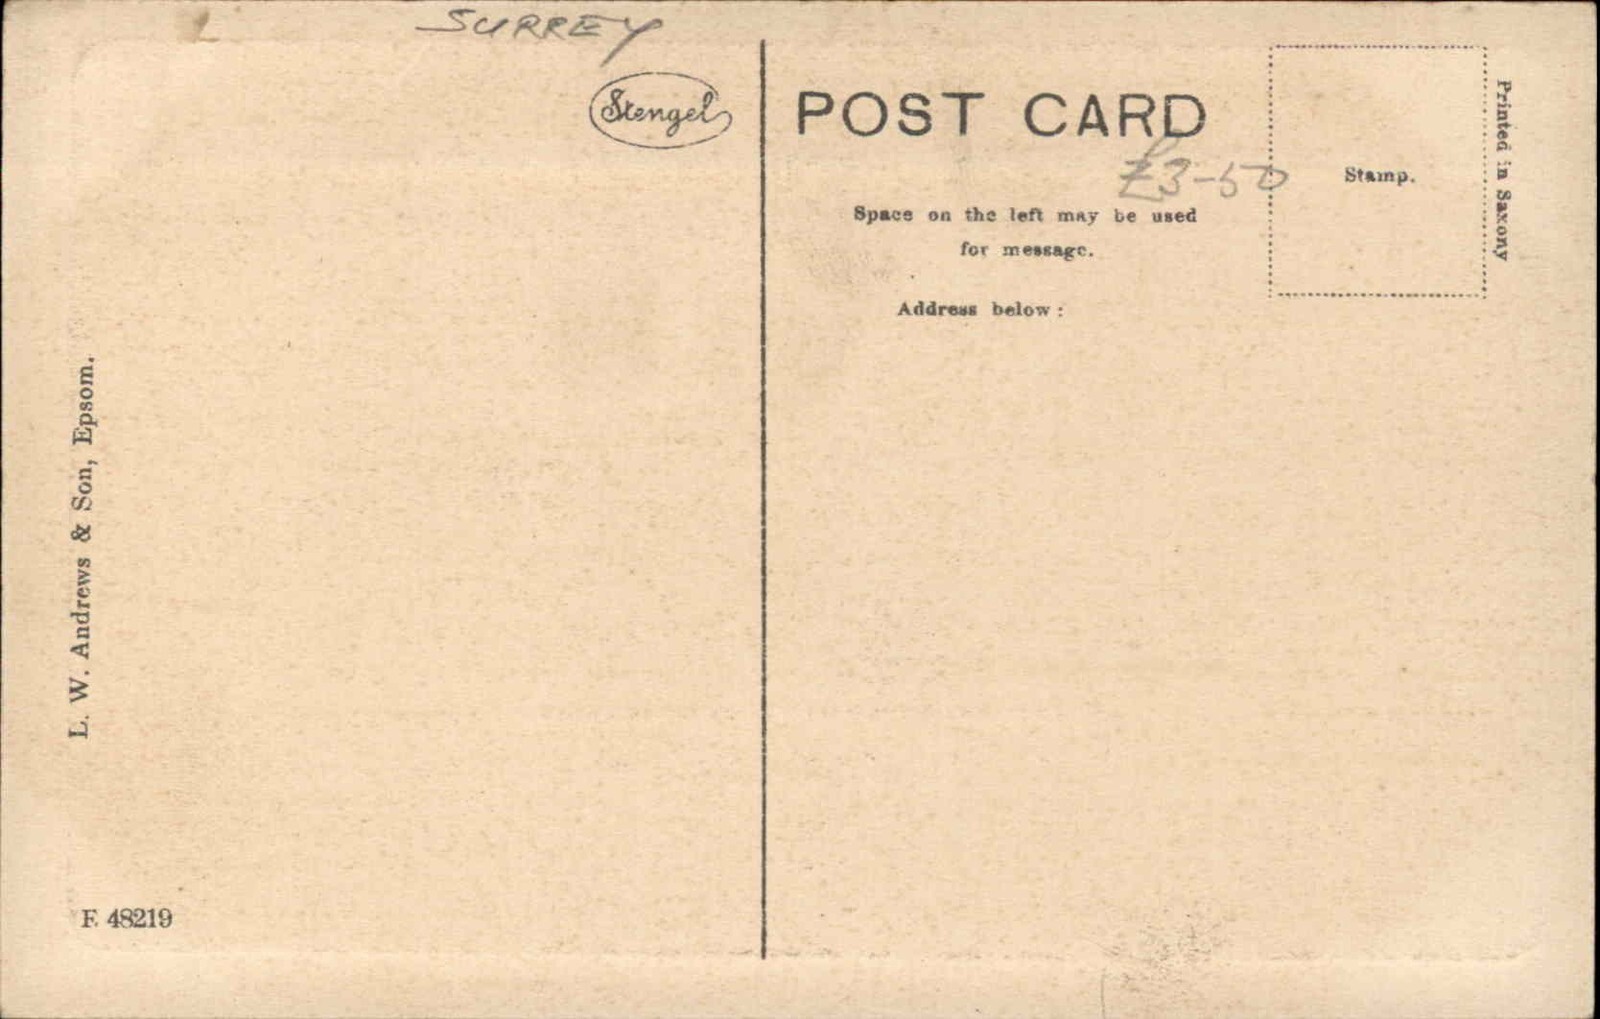 SURREY
Stengel
POST CARD
£3-50
Stamp.
Printed in Saxony
Space on the left may be used
for message.
Address below :
L. W. Andrews & Son, Epsom.
F. 48219